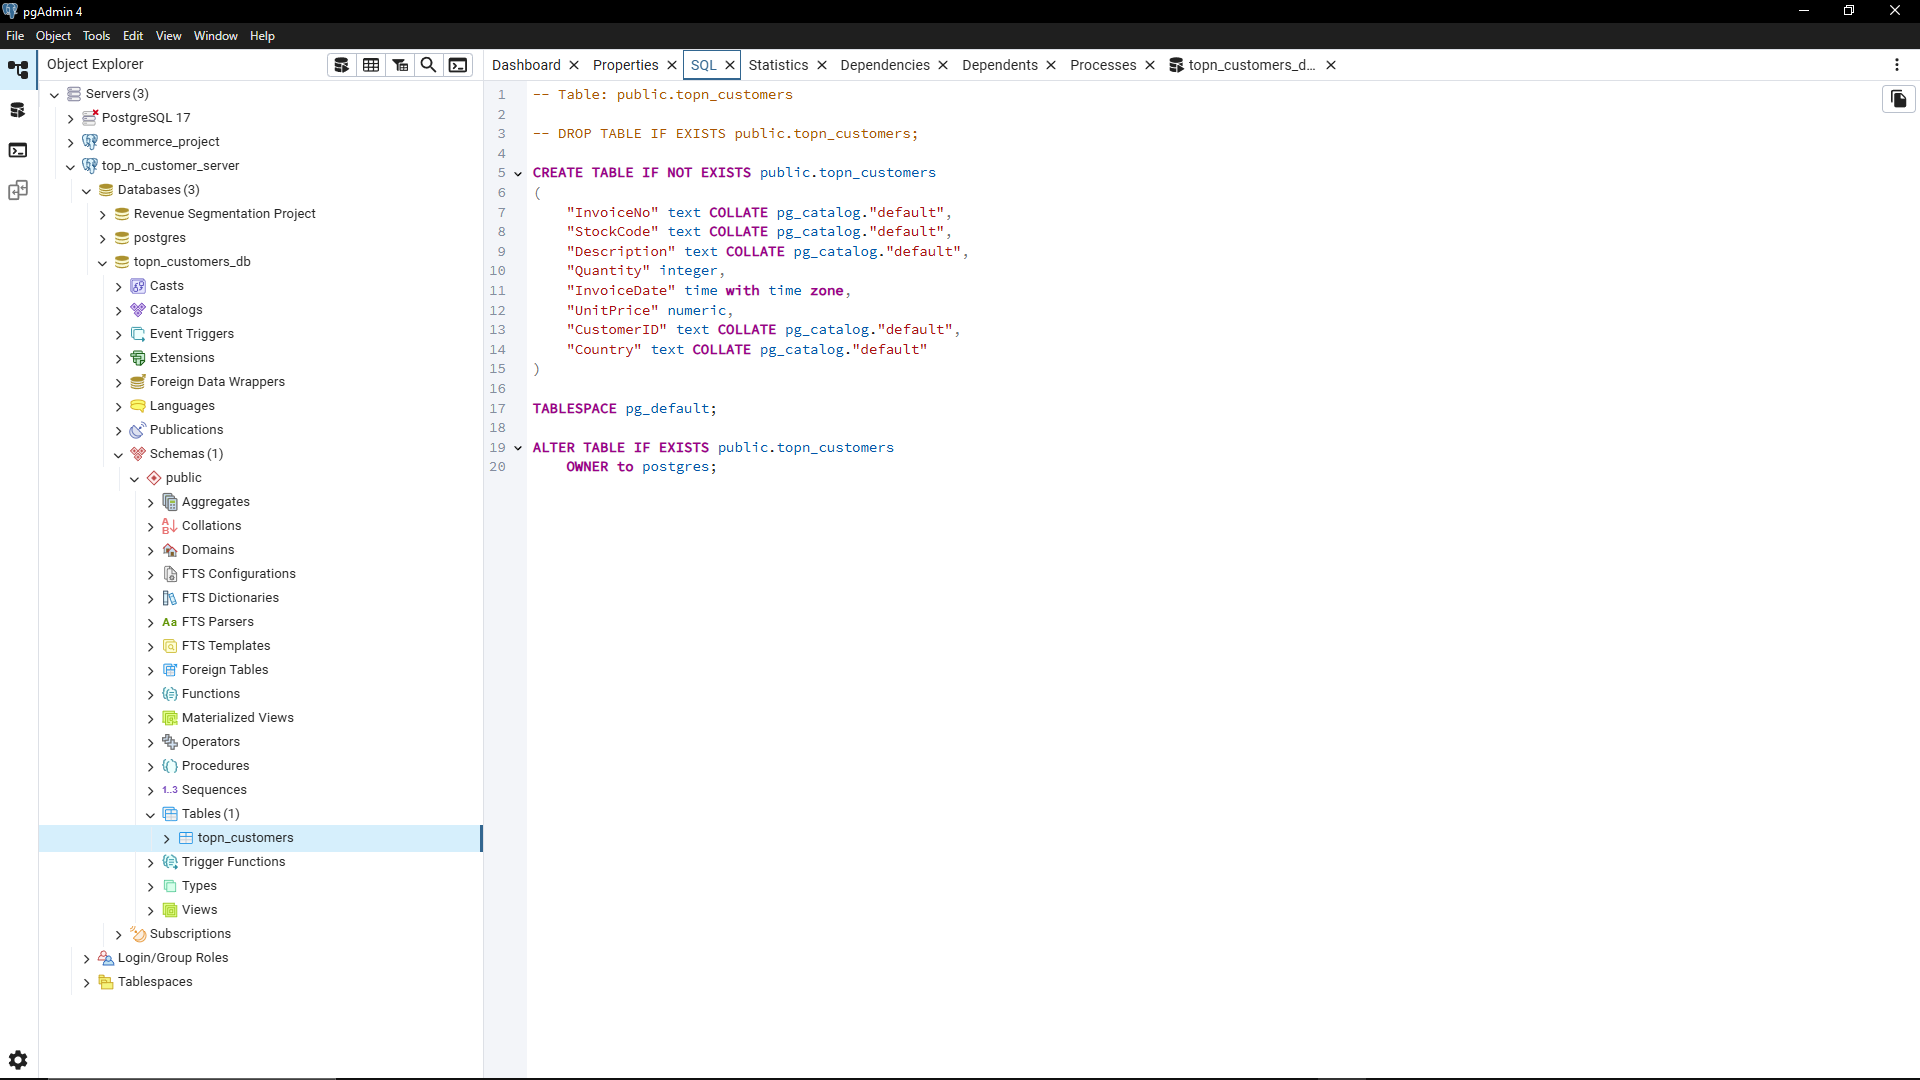 pgAdmin 4
File Object Tools Edit View Window Help
Object Explorer
Dashboard Properties SQL Statistics Dependencies Dependents Processes topn_customers_d...
Servers (3)
PostgreSQL 17
ecommerce_project
top_n_customer_server
Databases (3)
Revenue Segmentation Project
postgres
topn_customers_db
Casts
Catalogs
Event Triggers
Extensions
Foreign Data Wrappers
Languages
Publications
Schemas (1)
public
Aggregates
Collations
Domains
FTS Configurations
FTS Dictionaries
Aa FTS Parsers
FTS Templates
Foreign Tables
Functions
Materialized Views
Operators
Procedures
1..3 Sequences
Tables (1)
topn_customers
Trigger Functions
Types
Views
Subscriptions
Login/Group Roles
Tablespaces
1 -- Table: public.topn_customers
2
3 -- DROP TABLE IF EXISTS public.topn_customers;
4
5 CREATE TABLE IF NOT EXISTS public.topn_customers
6 (
7 "InvoiceNo" text COLLATE pg_catalog."default",
8 "StockCode" text COLLATE pg_catalog."default",
9 "Description" text COLLATE pg_catalog."default",
10 "Quantity" integer,
11 "InvoiceDate" time with time zone,
12 "UnitPrice" numeric,
13 "CustomerID" text COLLATE pg_catalog."default",
14 "Country" text COLLATE pg_catalog."default"
15 )
16
17 TABLESPACE pg_default;
18
19 ALTER TABLE IF EXISTS public.topn_customers
20 OWNER to postgres;